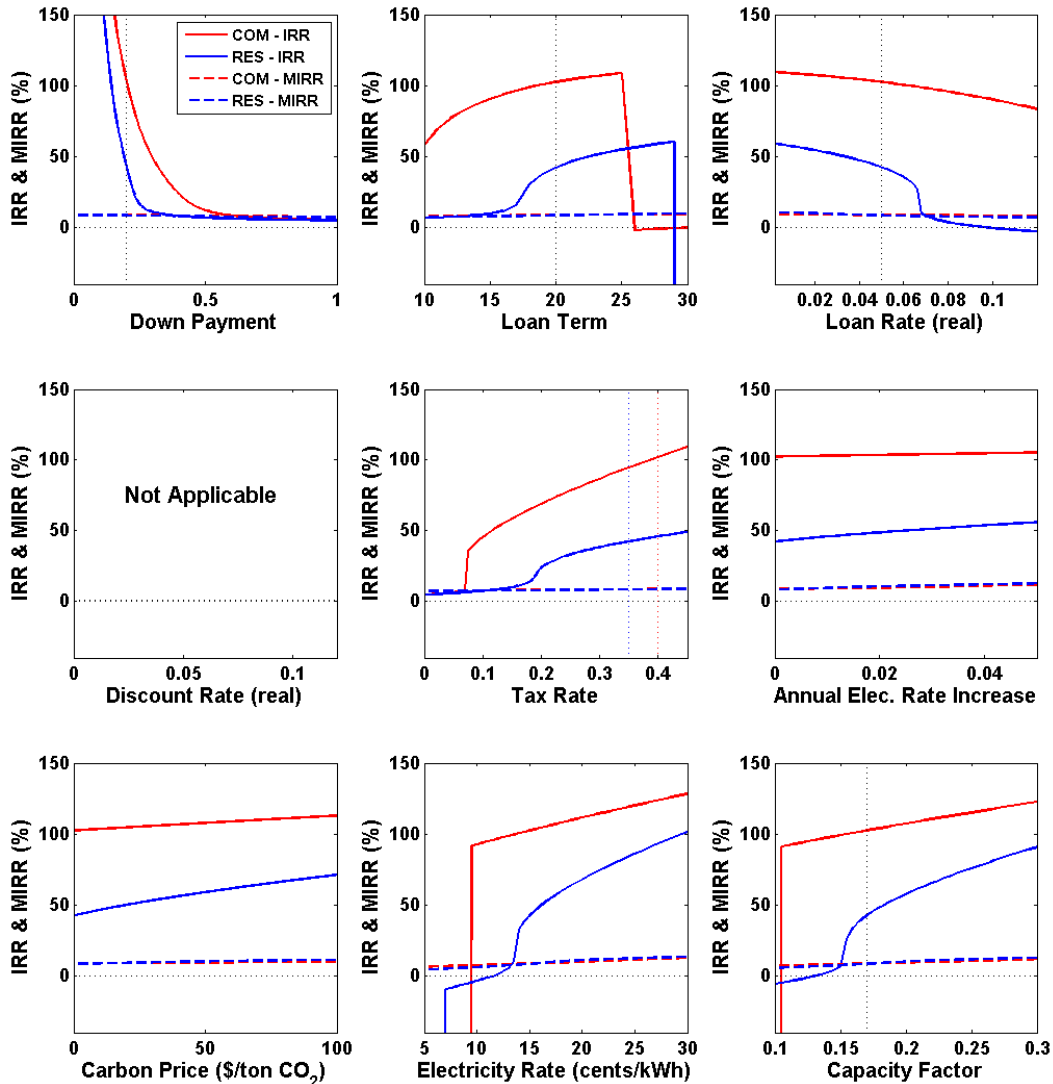 150
100
50
0
IRR & MIRR (%)
COM - IRR
RES - IRR
COM - MIRR
RES - MIRR
0 0.5 1
Down Payment
150
100
50
0
IRR & MIRR (%)
10 15 20 25 30
Loan Term
150
100
50
0
IRR & MIRR (%)
0.02 0.04 0.06 0.08 0.1
Loan Rate (real)
150
100
50
0
IRR & MIRR (%)
Not Applicable
0 0.05 0.1
Discount Rate (real)
150
100
50
0
IRR & MIRR (%)
0 0.1 0.2 0.3 0.4
Tax Rate
150
100
50
0
IRR & MIRR (%)
0 0.02 0.04
Annual Elec. Rate Increase
150
100
50
0
IRR & MIRR (%)
0 50 100
Carbon Price ($/ton CO2)
150
100
50
0
IRR & MIRR (%)
5 10 15 20 25 30
Electricity Rate (cents/kWh)
150
100
50
0
IRR & MIRR (%)
0.1 0.15 0.2 0.25 0.3
Capacity Factor